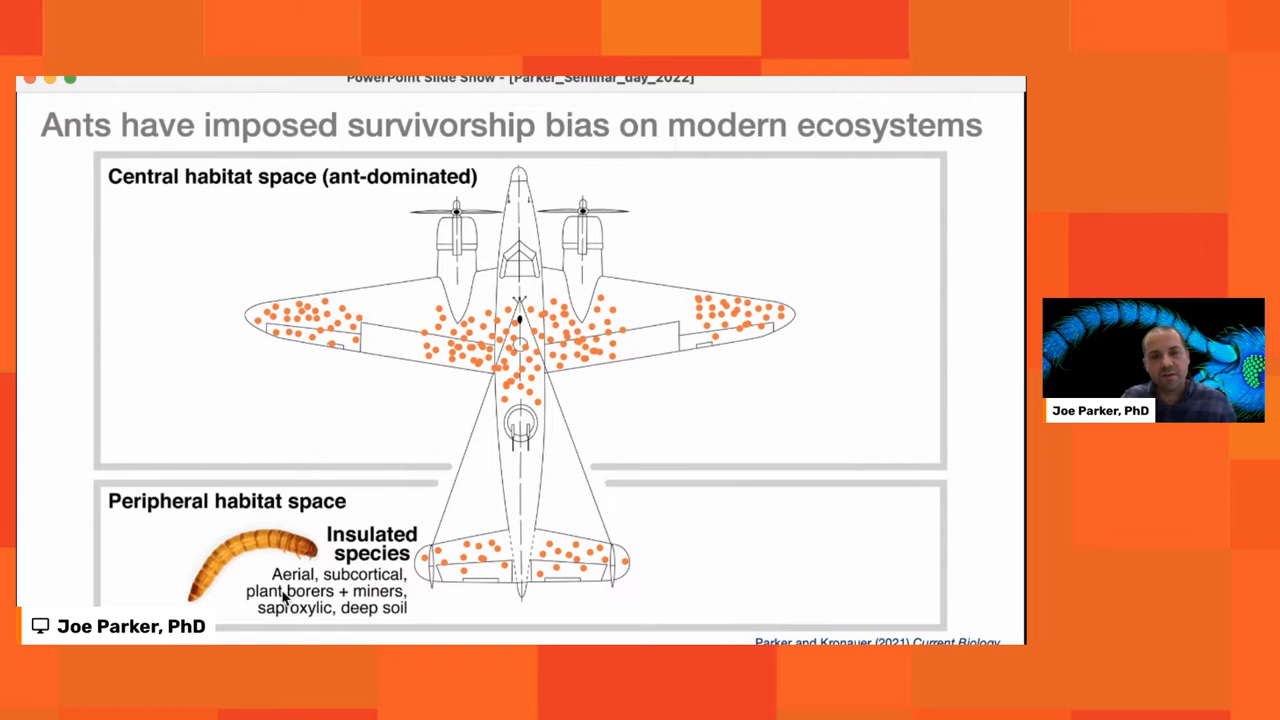 PowerPoint Slide Show - [Parker_Seminar_day_2022]
Ants have imposed survivorship bias on modern ecosystems
Central habitat space (ant-dominated)
Peripheral habitat space
Insulated
species
Aerial, subcortical,
plant borers + miners,
saproxylic, deep soil
Joe Parker, PhD
Parker and Kronauer (2021) Current Biology
Joe Parker, PhD